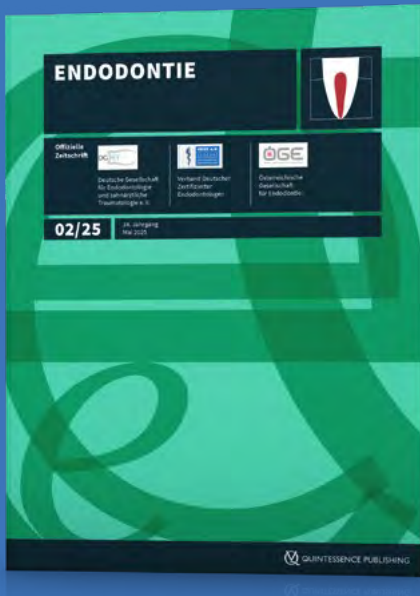 ENDODONTIE
Offizielle
Zeitschrift
Deutsche Gesellschaft
für Endodontologie
und zahnärztliche
Traumatologie e. V.
Verband Deutscher
Zertifizierter
Endodontologen
ÖGE
Österreichische
Gesellschaft
für Endodontie
02/25
34. Jahrgang
Mai 2025
QUINTESSENCE PUBLISHING